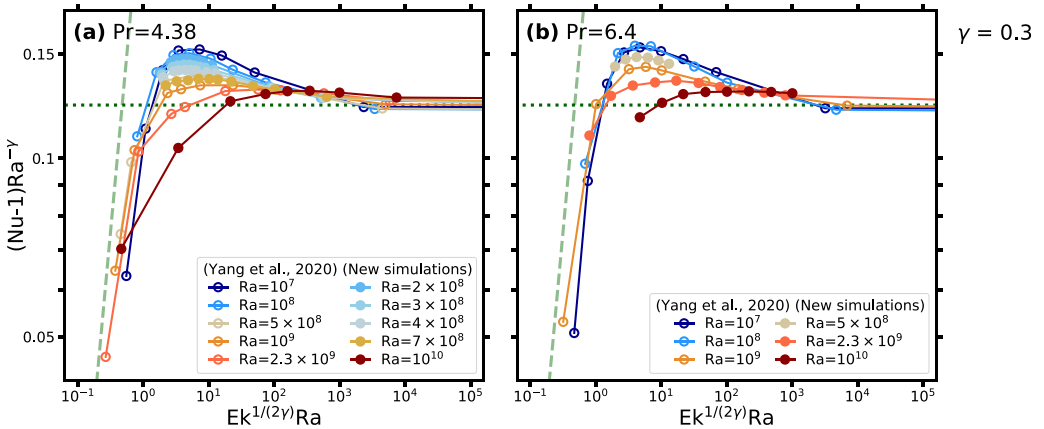 (a) Pr=4.38
(b) Pr=6.4
γ = 0.3
(Nu-1)Ra^−γ
0.15
0.1
0.05
(Yang et al., 2020) (New simulations)
Ra=10^7
Ra=10^8
Ra=5 × 10^8
Ra=10^9
Ra=2.3 × 10^9
Ra=2 × 10^8
Ra=3 × 10^8
Ra=4 × 10^8
Ra=7 × 10^8
Ra=10^10
10^−1 10^0 10^1 10^2 10^3 10^4 10^5
Ek^1/(2γ)Ra
(Yang et al., 2020) (New simulations)
Ra=10^7
Ra=10^8
Ra=10^9
Ra=5 × 10^8
Ra=2.3 × 10^9
Ra=10^10
10^−1 10^0 10^1 10^2 10^3 10^4 10^5
Ek^1/(2γ)Ra